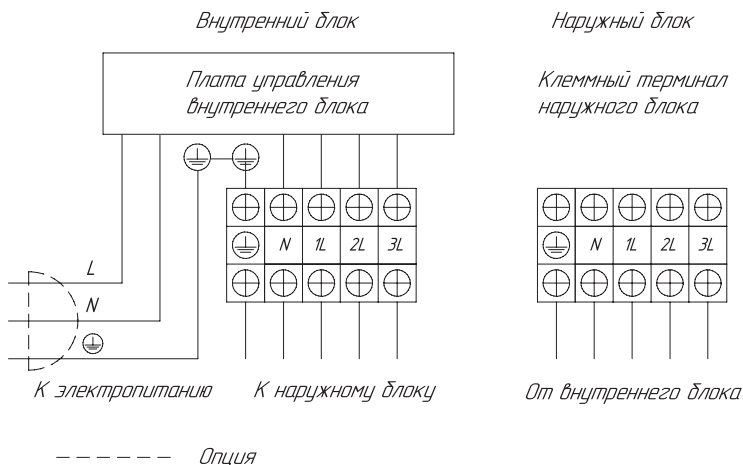 Внутренний блок
Наружный блок
Плата управления
внутреннего блока
Клеммный терминал
наружного блока
N 1L 2L 3L
N 1L 2L 3L
L
N
К электропитанию
К наружному блоку
От внутреннего блока
Опция